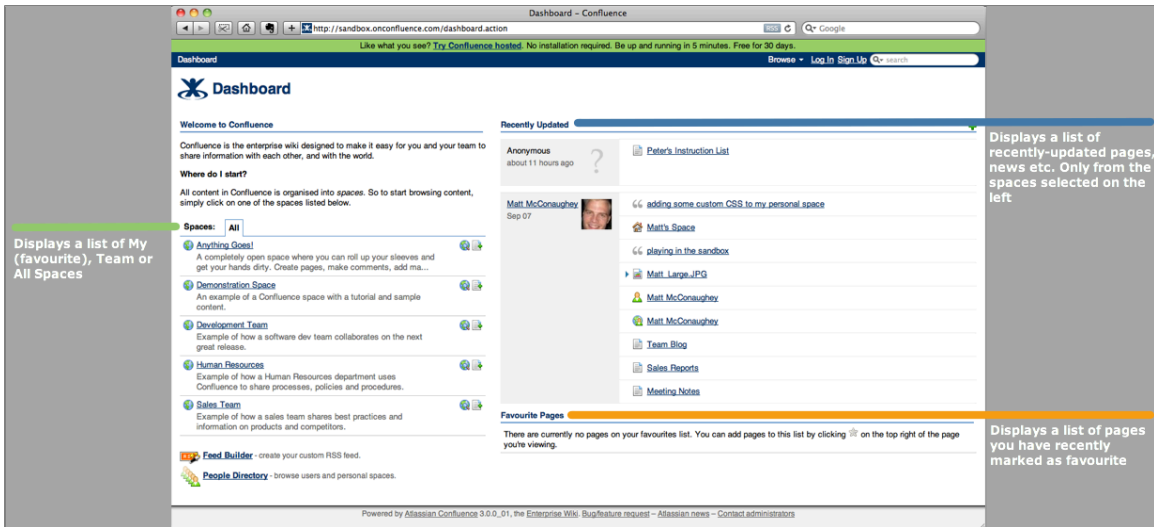 Dashboard – Confluence
http://sandbox.onconfluence.com/dashboard.action
RSS
Google
Like what you see? Try Confluence hosted. No installation required. Be up and running in 5 minutes. Free for 30 days.
Dashboard
Browse
Log In
Sign Up
search
Dashboard
Welcome to Confluence
Confluence is the enterprise wiki designed to make it easy for you and your team to
share information with each other, and with the world.
Where do I start?
All content in Confluence is organised into spaces. So to start browsing content,
simply click on one of the spaces listed below.
Spaces:
All
Anything Goes!
A completely open space where you can roll up your sleeves and
get your hands dirty. Create pages, make comments, add ma...
Demonstration Space
An example of a Confluence space with a tutorial and sample
content.
Development Team
Example of how a software dev team collaborates on the next
great release.
Human Resources
Example of how a Human Resources department uses
Confluence to share processes, policies and procedures.
Sales Team
Example of how a sales team shares best practices and
information on products and competitors.
Feed Builder - create your custom RSS feed.
People Directory - browse users and personal spaces.
Recently Updated
Anonymous
about 11 hours ago
Peter's Instruction List
Matt McConaughey
Sep 07
adding some custom CSS to my personal space
Matt's Space
playing in the sandbox
Matt_Large.JPG
Matt McConaughey
Matt McConaughey
Team Blog
Sales Reports
Meeting Notes
Favourite Pages
There are currently no pages on your favourites list. You can add pages to this list by clicking on the top right of the page
you're viewing.
Powered by Atlassian Confluence 3.0.0_01, the Enterprise Wiki. Bug/feature request – Atlassian news – Contact administrators
Displays a list of My
(favourite), Team or
All Spaces
Displays a list of
recently-updated pages,
news etc. Only from the
spaces selected on the
left
Displays a list of pages
you have recently
marked as favourite